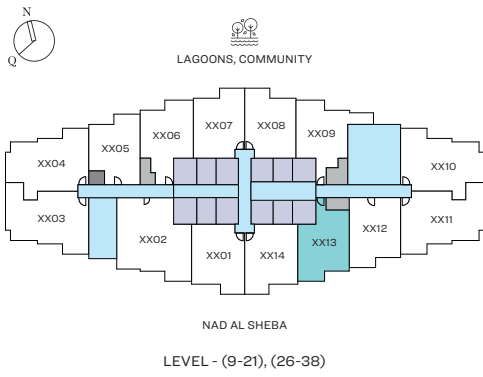 N
Q
LAGOONS, COMMUNITY
XX07 XX08
XX06 XX09
XX05
XX04 XX10
XX03 XX11
XX02 XX12
XX01 XX14 XX13
NAD AL SHEBA
LEVEL - (9-21), (26-38)